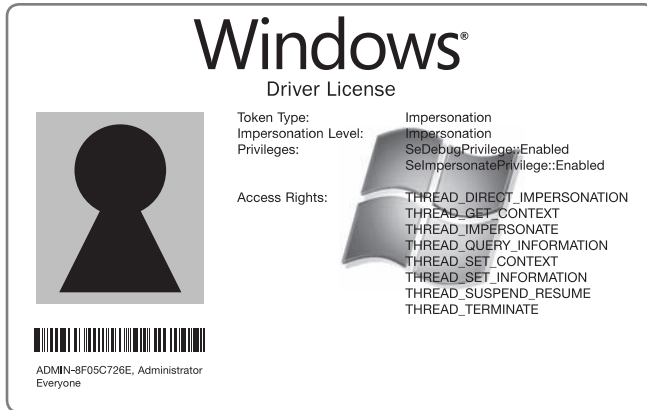 Windows®
Driver License
Token Type: Impersonation
Impersonation Level: Impersonation
Privileges: SeDebugPrivilege::Enabled
SeImpersonatePrivilege::Enabled
Access Rights: THREAD_DIRECT_IMPERSONATION
THREAD_GET_CONTEXT
THREAD_IMPERSONATE
THREAD_QUERY_INFORMATION
THREAD_SET_CONTEXT
THREAD_SET_INFORMATION
THREAD_SUSPEND_RESUME
THREAD_TERMINATE
ADMIN-8F05C726E, Administrator
Everyone